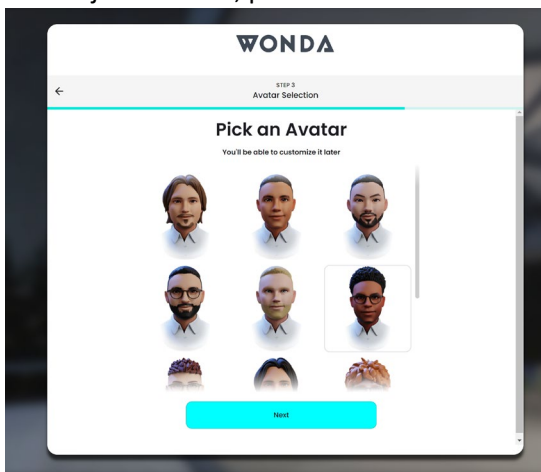 WONDA
STEP 3
Avatar Selection
Pick an Avatar
You'll be able to customize it later
Next